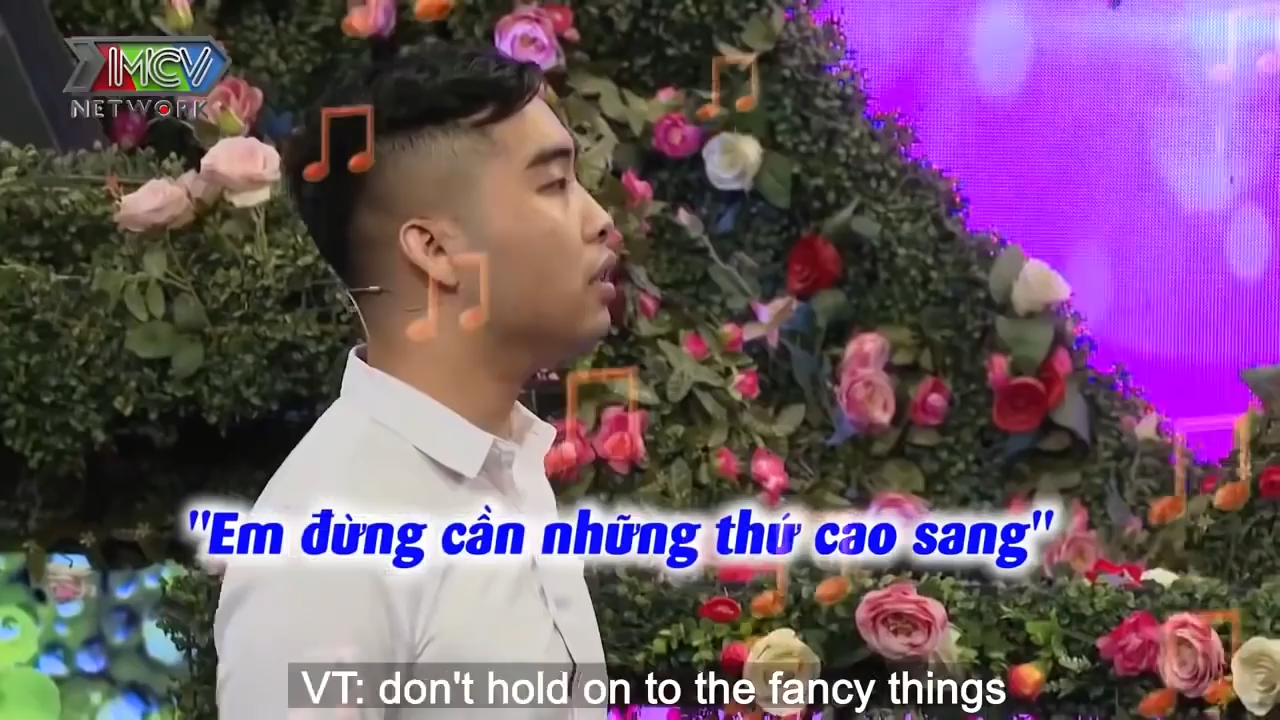 MCV
NETWORK
"Em đừng cần những thứ cao sang"
VT: don't hold on to the fancy things